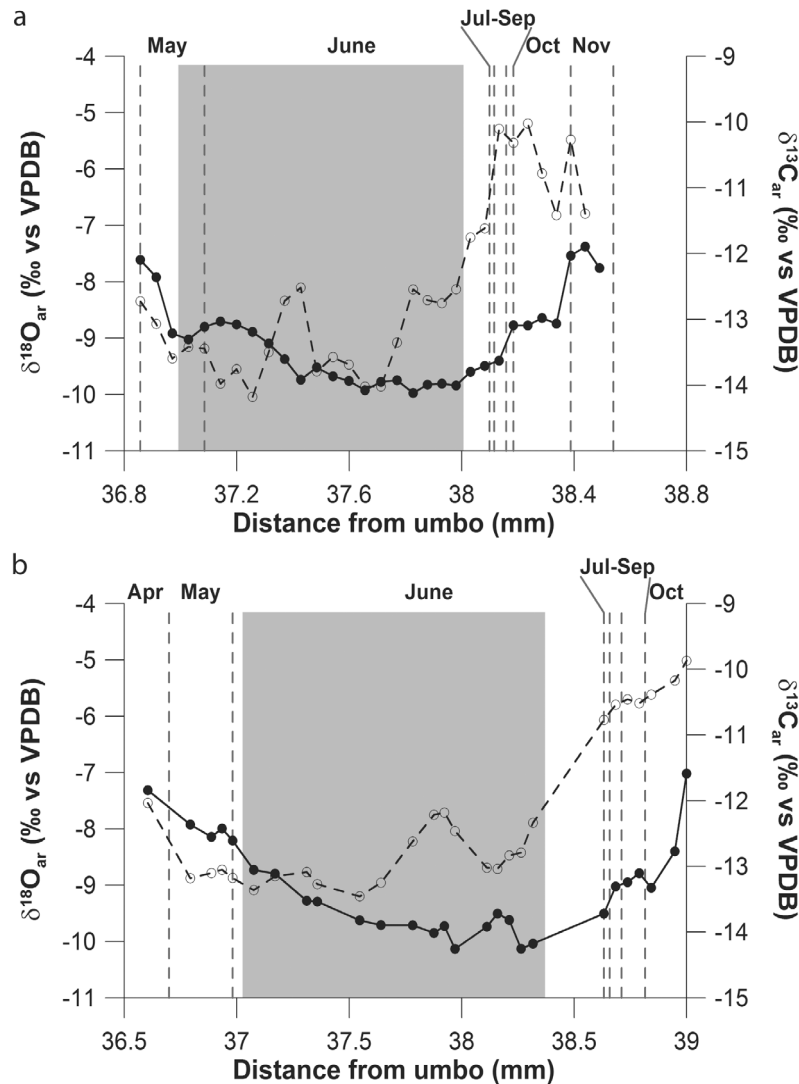 a
Jul-Sep
May June Oct Nov
-4 -9
-5 -10
-6 -11
-7 -12
-8 -13
-9 -14
-10 -15
-11
δ18Oar (‰ vs VPDB)
δ13Car (‰ vs VPDB)
36.8 37.2 37.6 38 38.4 38.8
Distance from umbo (mm)
b
Jul-Sep
Apr May June Oct
-4 -9
-5 -10
-6 -11
-7 -12
-8 -13
-9 -14
-10 -15
-11
δ18Oar (‰ vs VPDB)
δ13Car (‰ vs VPDB)
36.5 37 37.5 38 38.5 39
Distance from umbo (mm)